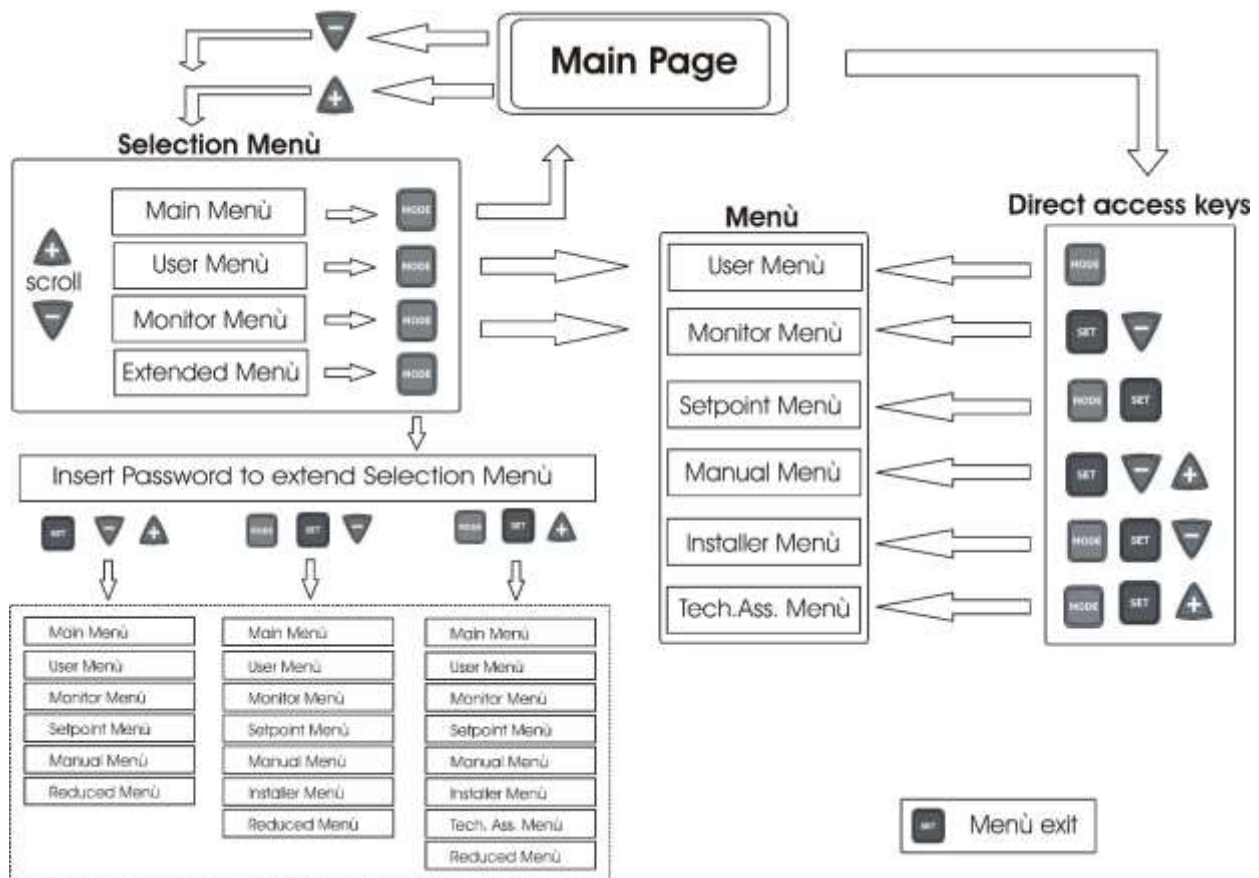 −
Main Page
+
Selection Menù
Main Menù
MODE
+
scroll
−
User Menù
MODE
Monitor Menù
MODE
Extended Menù
MODE
Insert Password to extend Selection Menù
SET − +
MODE SET −
MODE SET +
Main Menù
User Menù
Monitor Menù
Setpoint Menù
Manual Menù
Reduced Menù
Main Menù
User Menù
Monitor Menù
Setpoint Menù
Manual Menù
Installer Menù
Reduced Menù
Main Menù
User Menù
Monitor Menù
Setpoint Menù
Manual Menù
Installer Menù
Tech. Ass. Menù
Reduced Menù
Menù
User Menù
Monitor Menù
Setpoint Menù
Manual Menù
Installer Menù
Tech.Ass. Menù
Direct access keys
MODE
SET −
MODE SET
SET − +
MODE SET −
MODE SET +
SET Menù exit